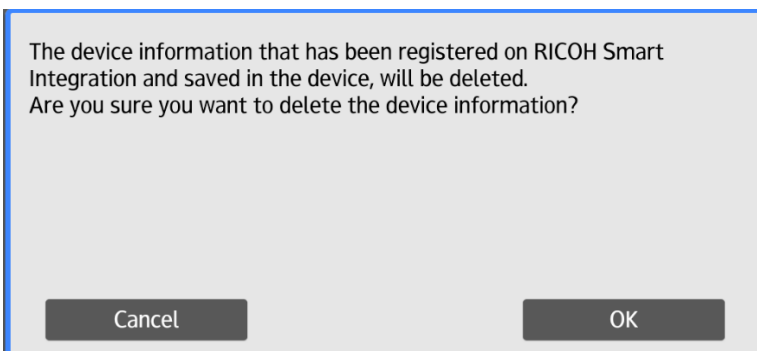 The device information that has been registered on RICOH Smart
Integration and saved in the device, will be deleted.
Are you sure you want to delete the device information?
Cancel
OK